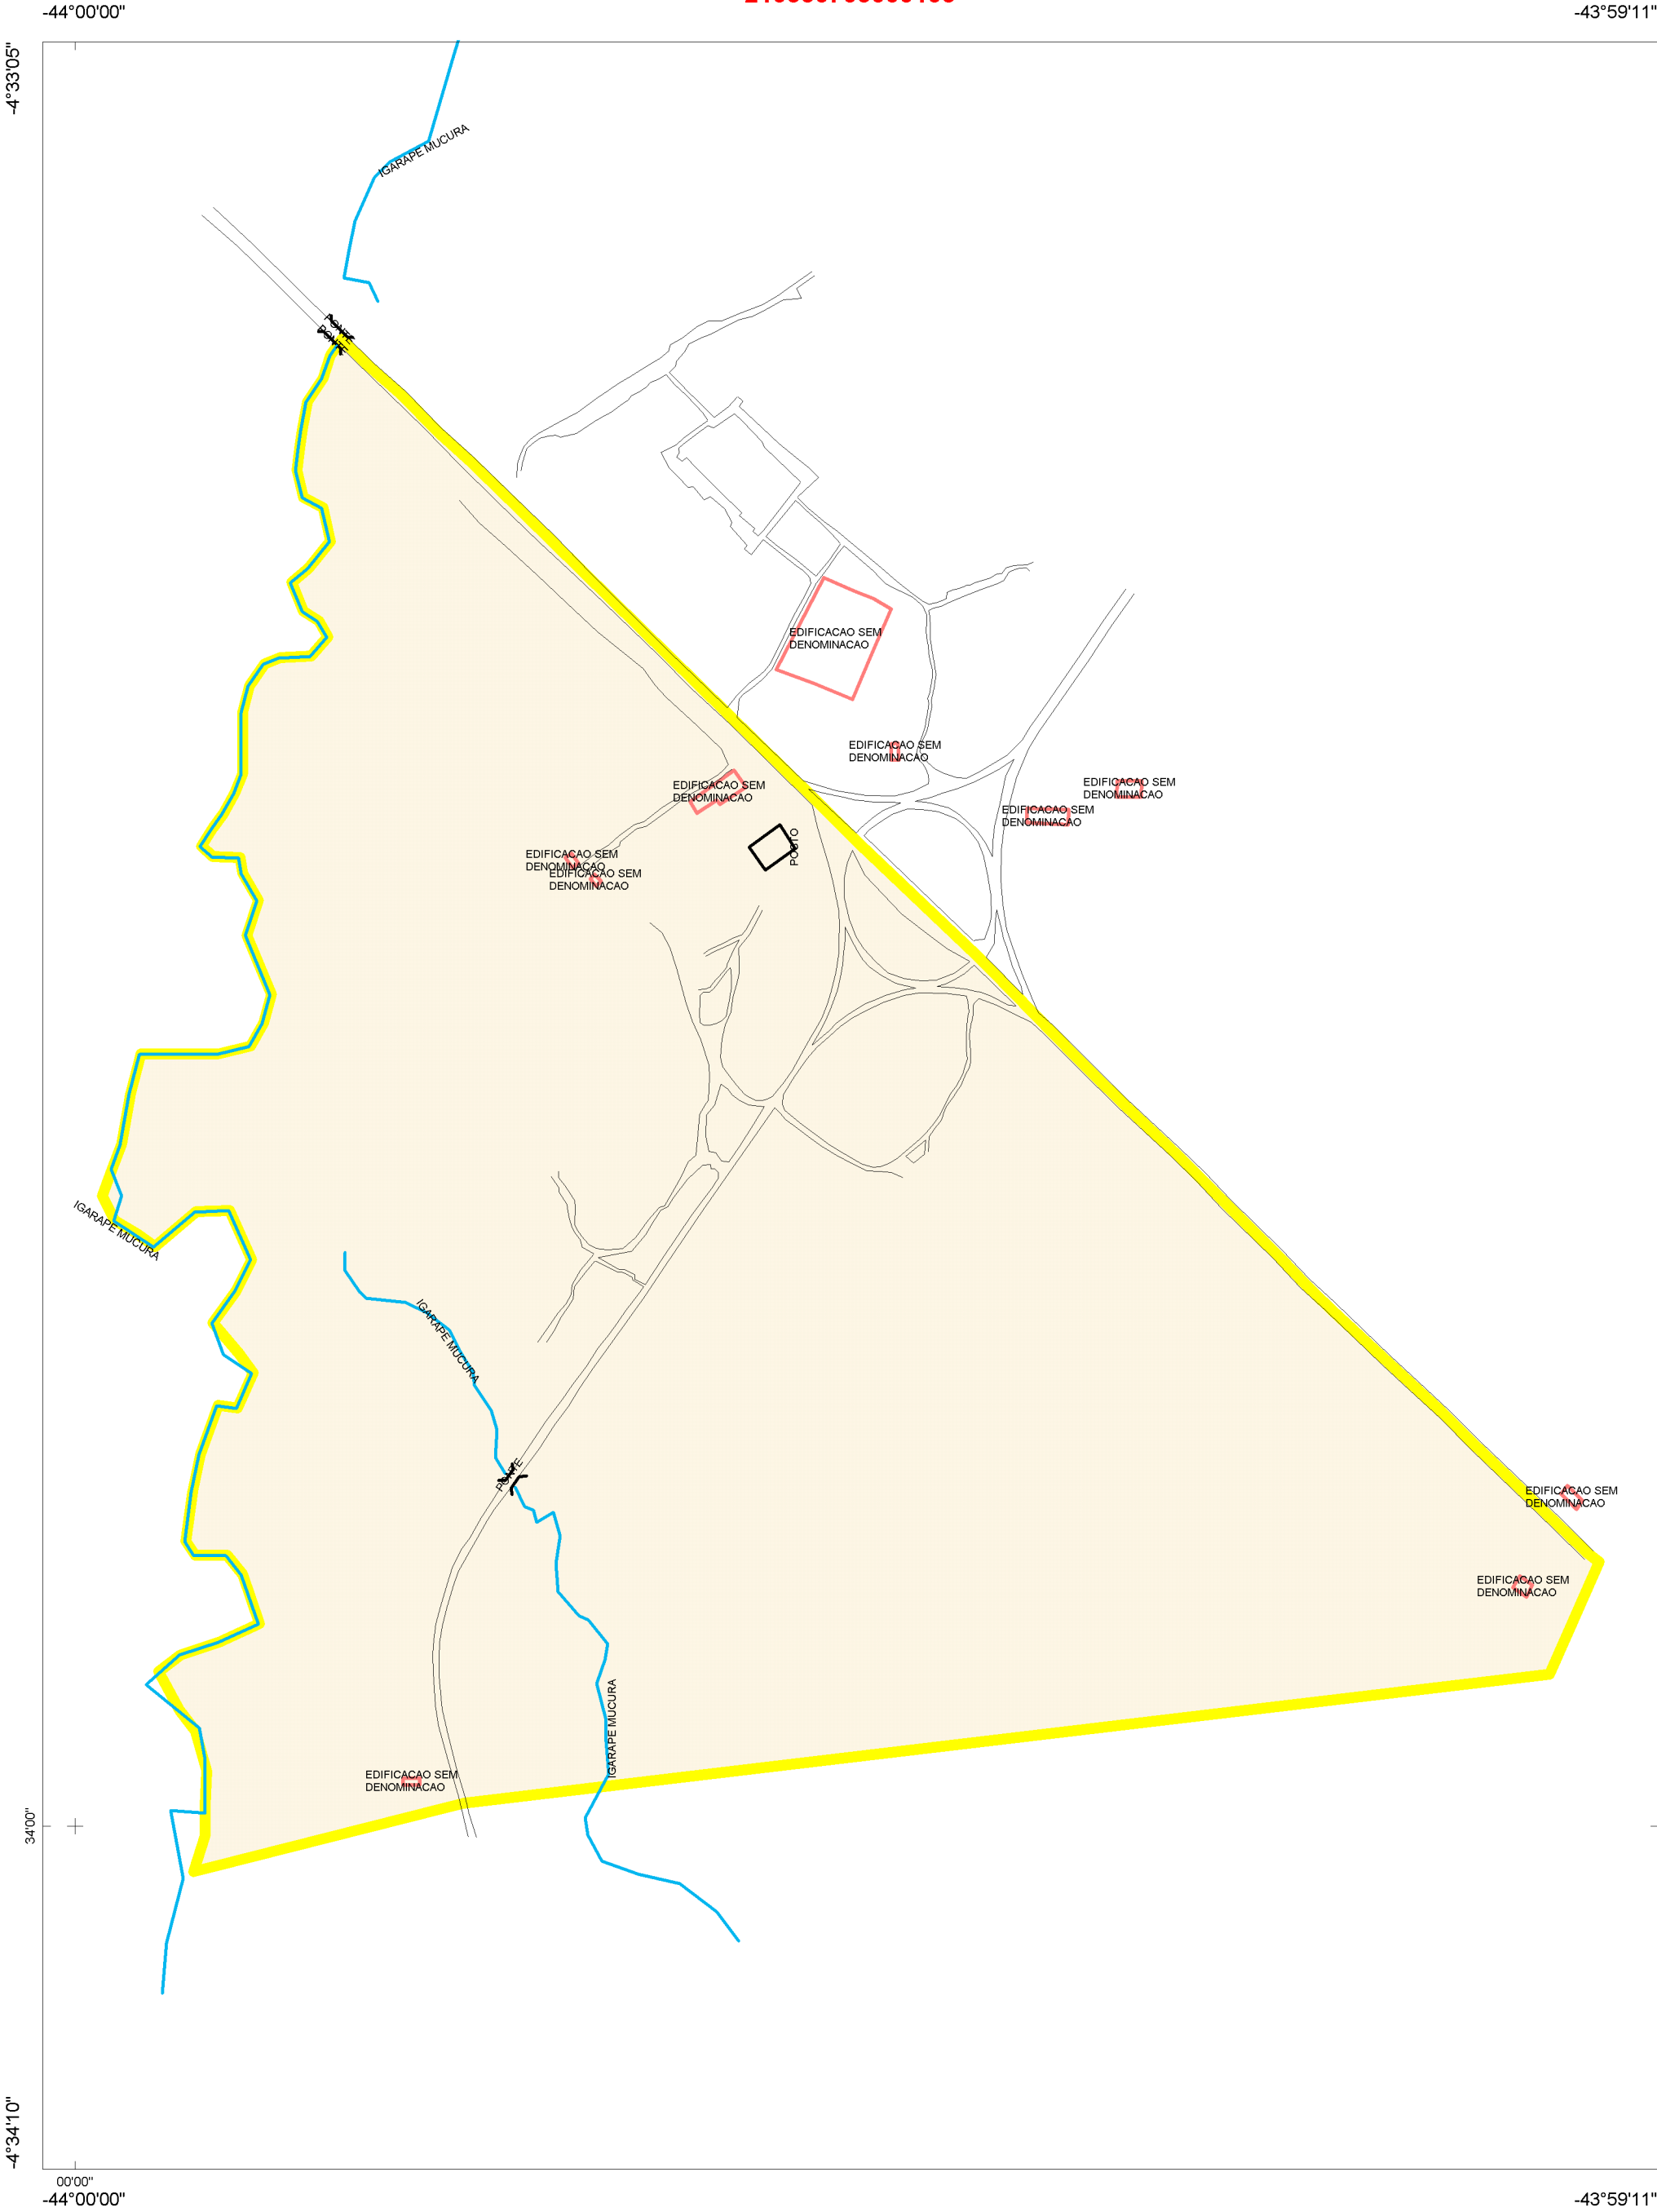 -44°00'00"
-43°59'11"
-4°33'05"
IGARAPE MUCURA
PONTE
PONTE
EDIFICACAO SEM
DENOMINACAO
EDIFICACAO SEM
DENOMINACAO
EDIFICACAO SEM
DENOMINACAO
EDIFICACAO SEM
DENOMINACAO
EDIFICACAO SEM
DENOMINACAO
POSTO
EDIFICACAO SEM
DENOMINACAO
EDIFICACAO SEM
DENOMINACAO
IGARAPE MUCURA
IGARAPE MUCURA
PONTE
EDIFICACAO SEM
DENOMINACAO
EDIFICACAO SEM
DENOMINACAO
IGARAPE MUCURA
EDIFICACAO SEM
DENOMINACAO
34'00"
-4°34'10"
00'00"
-44°00'00"
-43°59'11"